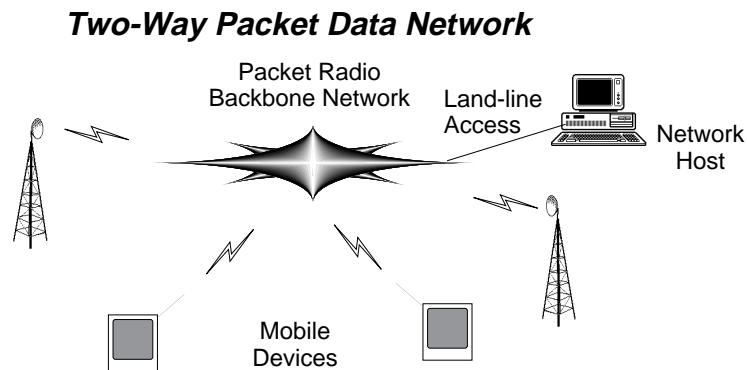 Two-Way Packet Data Network
Packet Radio
Backbone Network
Land-line
Access
Network
Host
Mobile
Devices